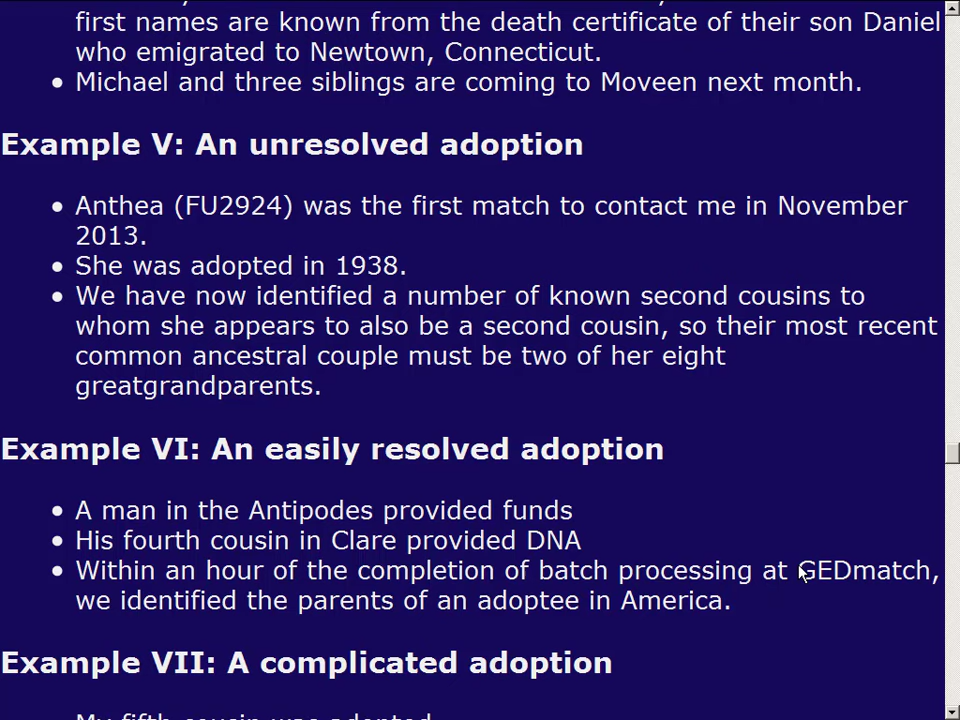 first names are known from the death certificate of their son Daniel
who emigrated to Newtown, Connecticut.
• Michael and three siblings are coming to Moveen next month.
Example V: An unresolved adoption
• Anthea (FU2924) was the first match to contact me in November
2013.
• She was adopted in 1938.
• We have now identified a number of known second cousins to
whom she appears to also be a second cousin, so their most recent
common ancestral couple must be two of her eight
greatgrandparents.
Example VI: An easily resolved adoption
• A man in the Antipodes provided funds
• His fourth cousin in Clare provided DNA
• Within an hour of the completion of batch processing at GEDmatch,
we identified the parents of an adoptee in America.
Example VII: A complicated adoption
My fifth cousin was adopted